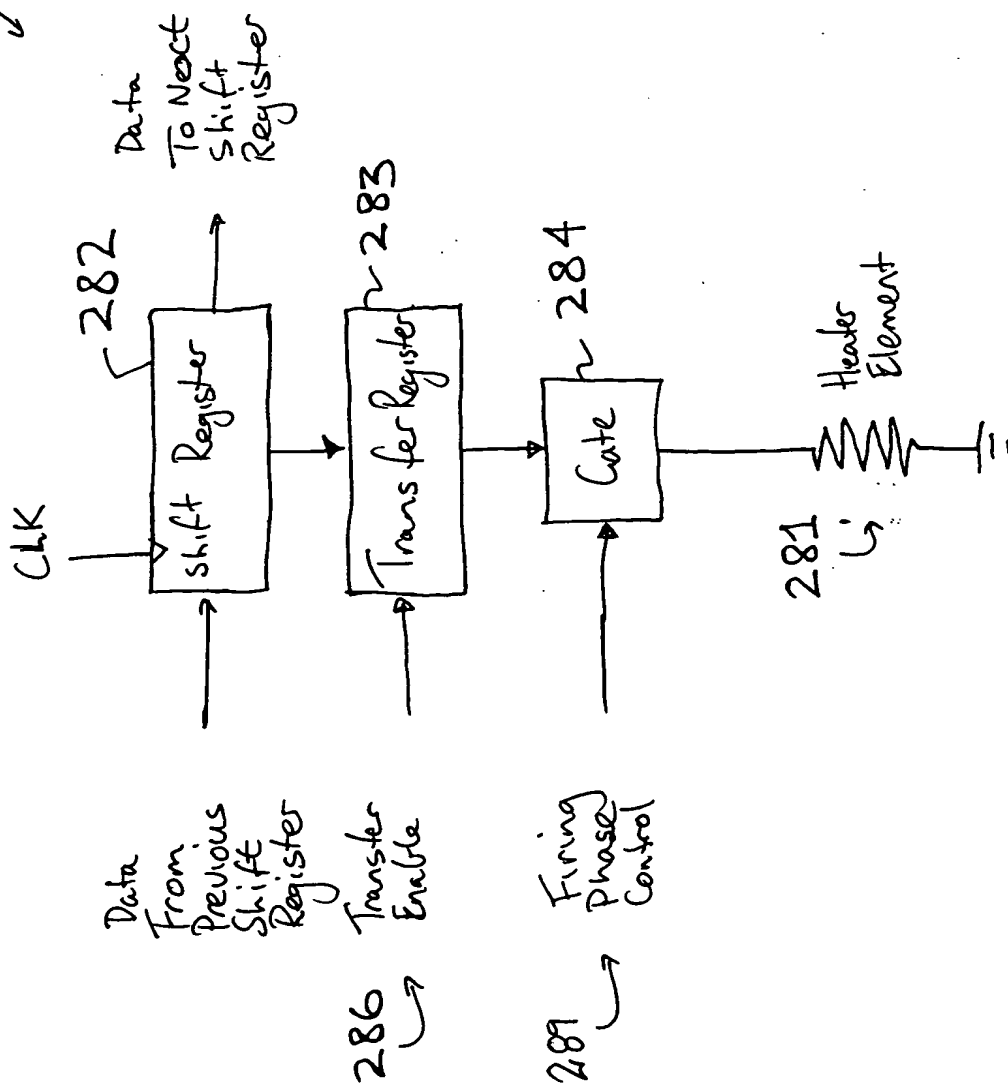 CLK
282
Data
To Next
Shift
Register
Shift Register
Data
From
Previous
Shift
Register
283
Transfer Register
286
Transfer
Enable
284
Gate
289
Firing
Phase
Control
281
Heater
Element